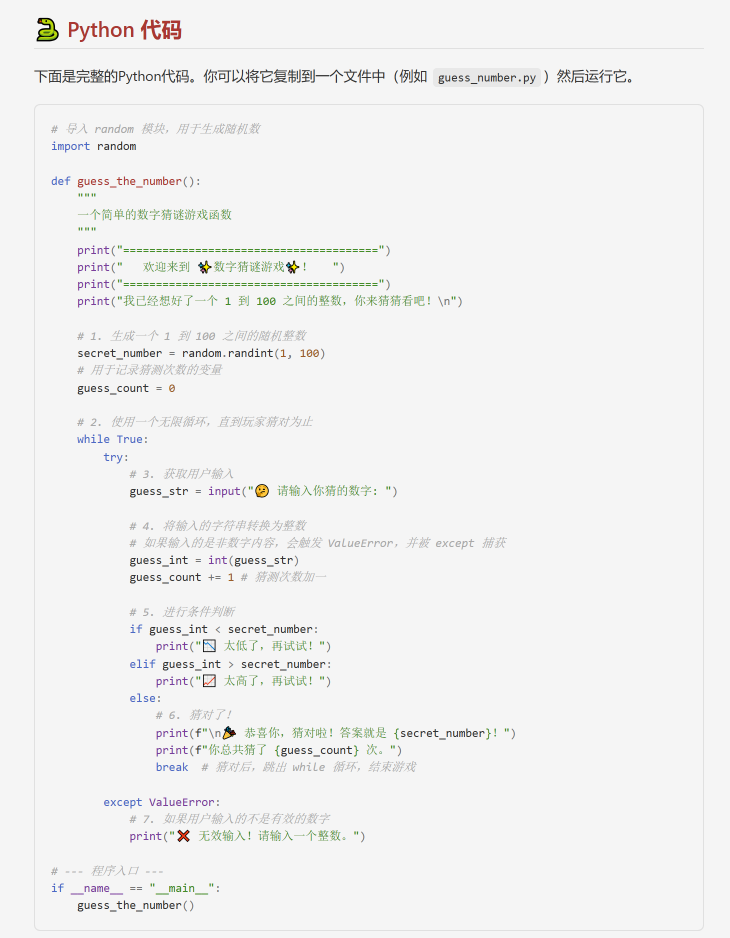 🐍 Python 代码
下面是完整的Python代码。你可以将它复制到一个文件中（例如 guess_number.py ）然后运行它。
# 导入 random 模块，用于生成随机数
import random

def guess_the_number():
    """
    一个简单的数字猜谜游戏函数
    """
    print("=======================================")
    print("   欢迎来到 ✨数字猜谜游戏✨！   ")
    print("=======================================")
    print("我已经想好了一个 1 到 100 之间的整数，你来猜猜看吧！\n")

    # 1. 生成一个 1 到 100 之间的随机整数
    secret_number = random.randint(1, 100)
    # 用于记录猜测次数的变量
    guess_count = 0

    # 2. 使用一个无限循环，直到玩家猜对为止
    while True:
        try:
            # 3. 获取用户输入
            guess_str = input("🤔 请输入你猜的数字: ")

            # 4. 将输入的字符串转换为整数
            # 如果输入的是非数字内容，会触发 ValueError，并被 except 捕获
            guess_int = int(guess_str)
            guess_count += 1 # 猜测次数加一

            # 5. 进行条件判断
            if guess_int < secret_number:
                print("📉 太低了，再试试！")
            elif guess_int > secret_number:
                print("📈 太高了，再试试！")
            else:
                # 6. 猜对了！
                print(f"\n🎉 恭喜你，猜对啦！答案就是 {secret_number}！")
                print(f"你总共猜了 {guess_count} 次。")
                break  # 猜对后，跳出 while 循环，结束游戏

        except ValueError:
            # 7. 如果用户输入的不是有效的数字
            print("❌ 无效输入！请输入一个整数。")

# --- 程序入口 ---
if __name__ == "__main__":
    guess_the_number()